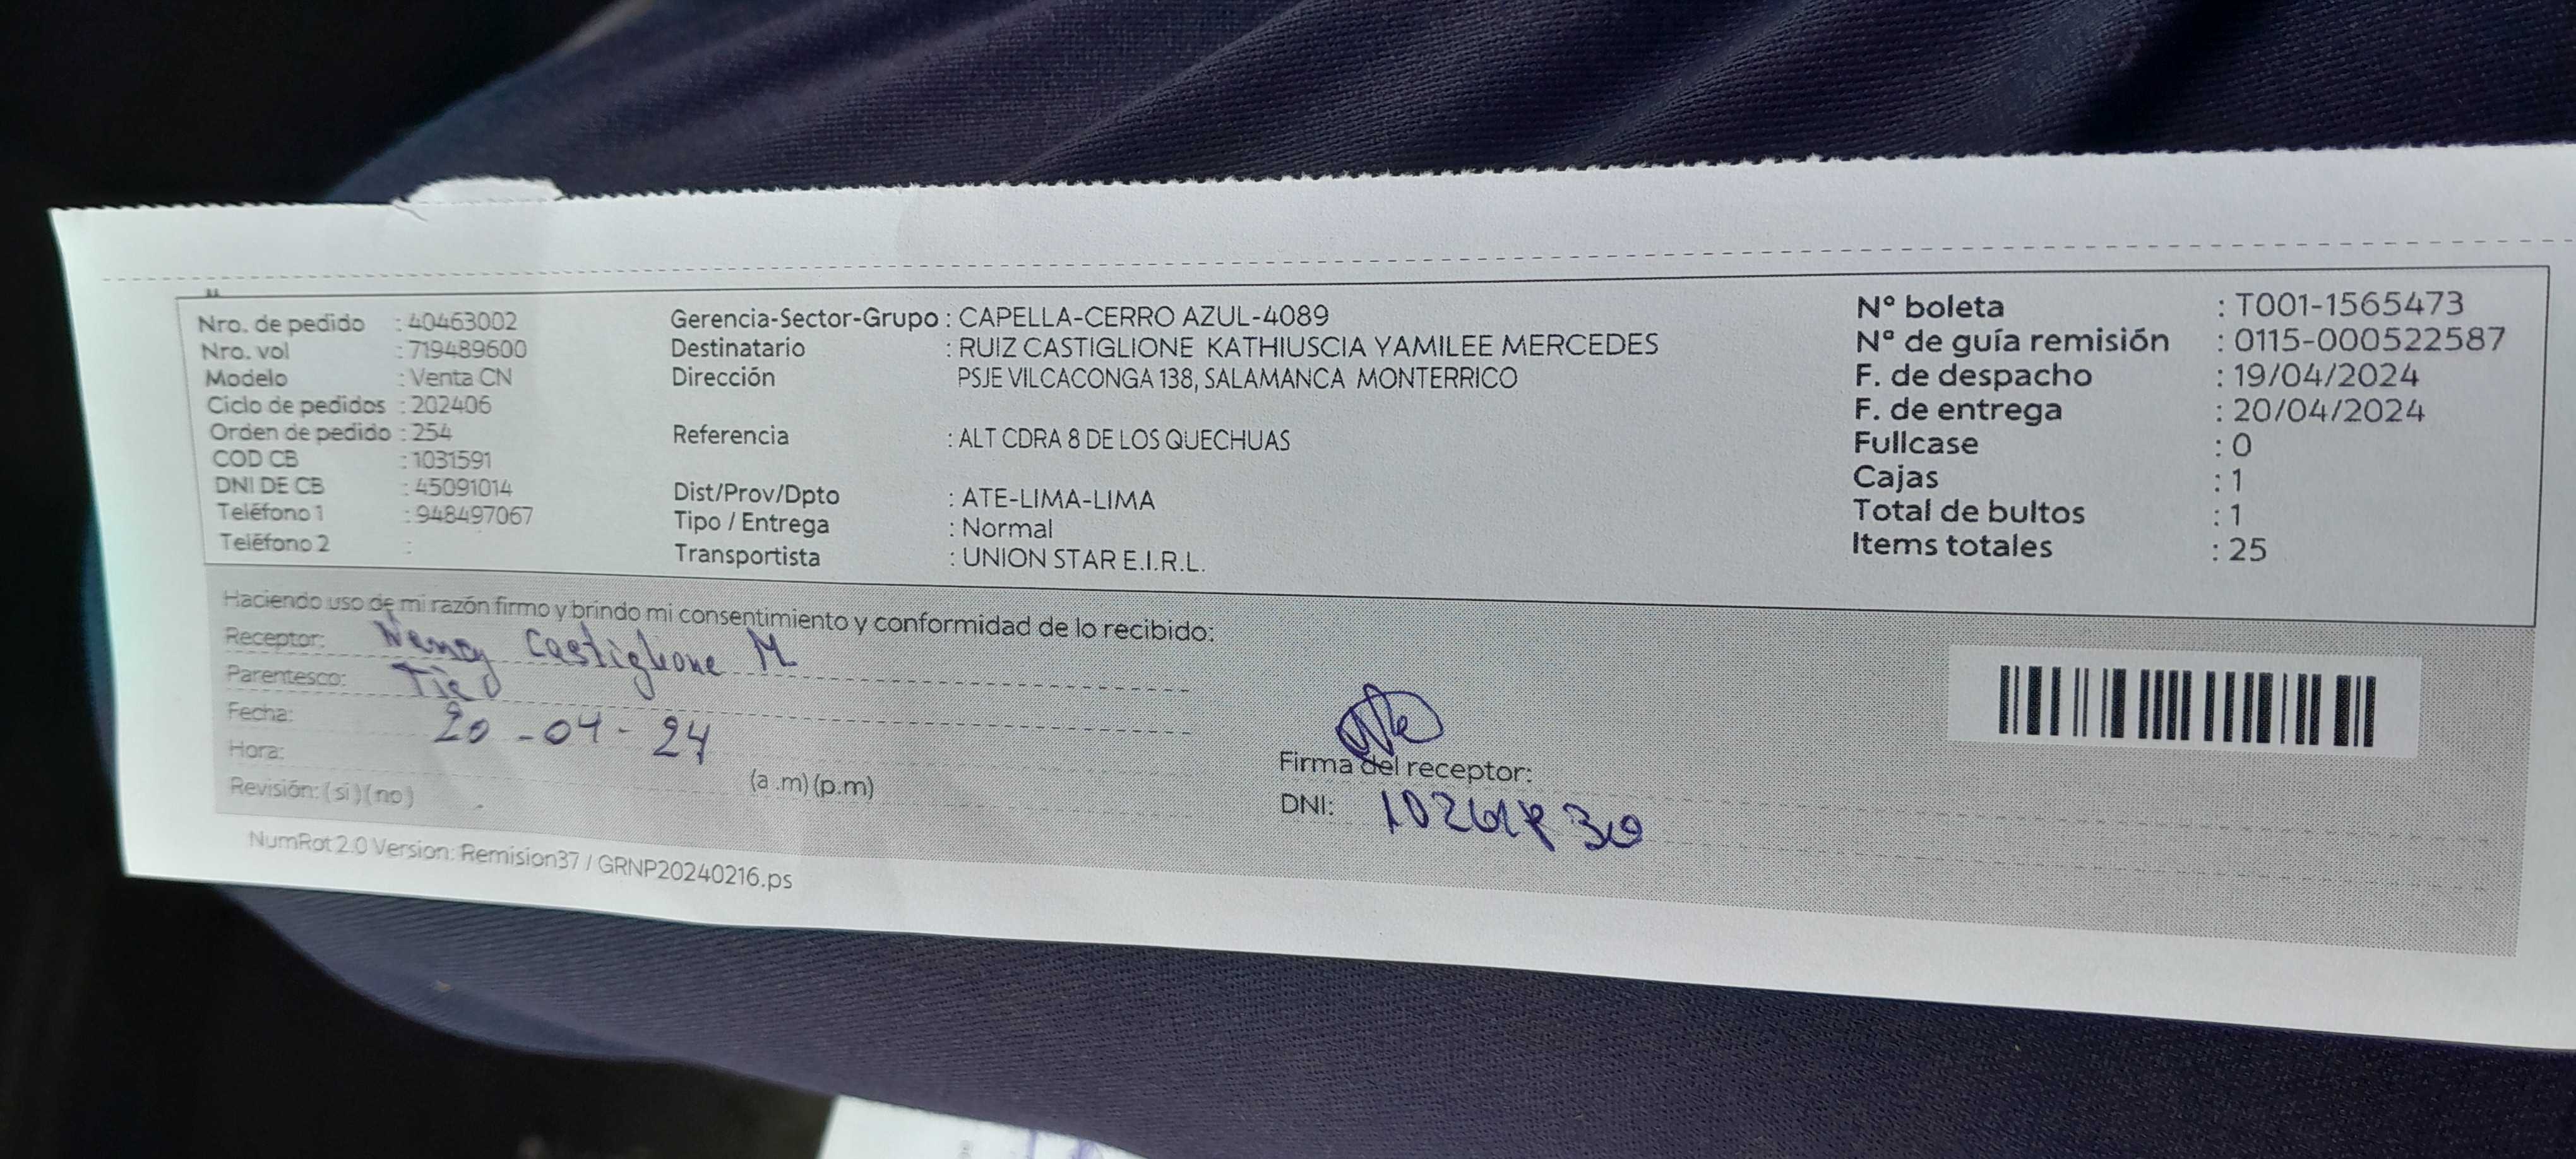 Nro. de pedido : 40463002
Nro. vol : 719489600
Modelo : Venta CN
Ciclo de pedidos : 202406
Orden de pedido : 254
COD CB : 1031591
DNI DE CB : 45091014
Teléfono 1 : 948497067
Teléfono 2 :
Gerencia-Sector-Grupo : CAPELLA-CERRO AZUL-4089
Destinatario : RUIZ CASTIGLIONE KATHIUSCIA YAMILEE MERCEDES
Dirección PSJE VILCACONGA 138, SALAMANCA MONTERRICO
Referencia : ALT CDRA 8 DE LOS QUECHUAS
Dist/Prov/Dpto : ATE-LIMA-LIMA
Tipo / Entrega : Normal
Transportista : UNION STAR E.I.R.L.
Nº boleta : T001-1565473
Nº de guía remisión : 0115-000522587
F. de despacho : 19/04/2024
F. de entrega : 20/04/2024
Fullcase : 0
Cajas : 1
Total de bultos : 1
Items totales : 25
Haciendo uso de mi razón firmo y brindo mi consentimiento y conformidad de lo recibido:
Receptor: Nancy Castiglione M
Parentesco:
Fecha: 20-04-24
Hora: (a .m) (p.m)
Revisión: (si) (no)
Firma del receptor:
DNI:
NumRot2.0 Version: Remision37 / GRNP20240216.ps